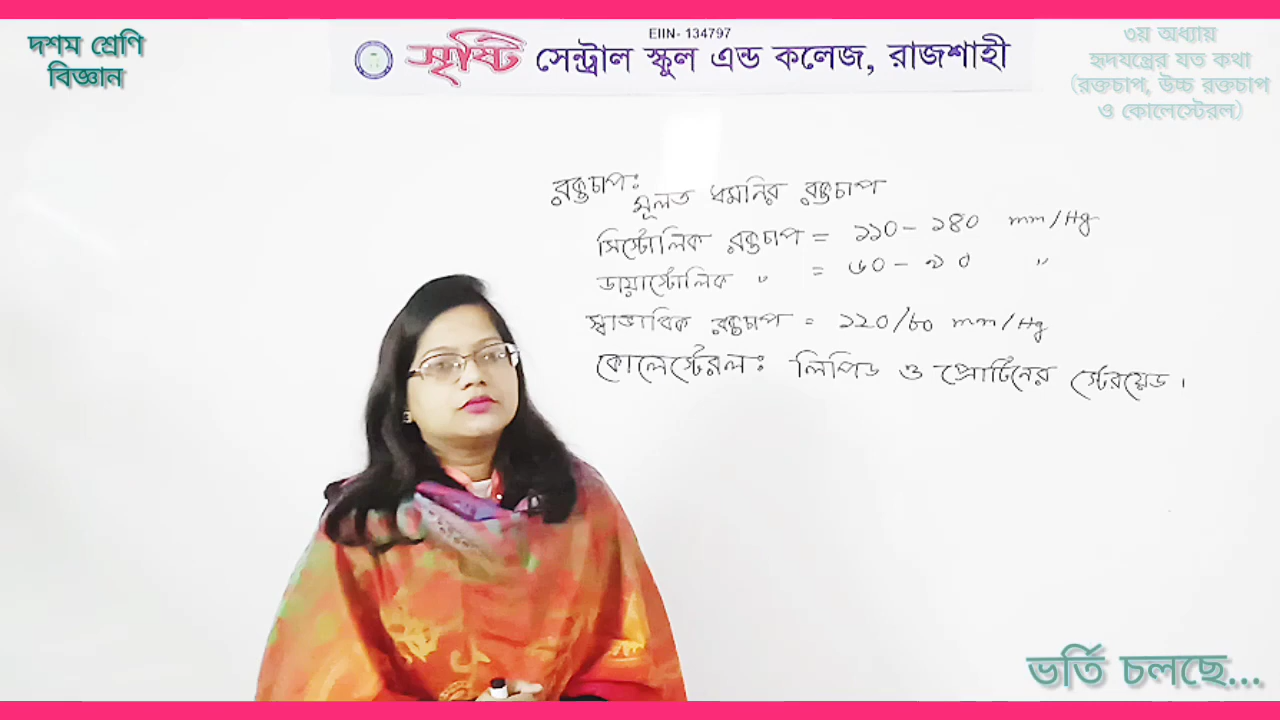 দশম শ্রেণি
বিজ্ঞান
EIIN- 134797
সৃষ্টি সেন্ট্রাল স্কুল এন্ড কলেজ, রাজশাহী
৩য় অধ্যায়
হৃদযন্ত্রের যত কথা
(রক্তচাপ, উচ্চ রক্তচাপ
ও কোলেস্টেরল)
রক্তচাপঃ
মূলত ধমনির রক্তচাপ
সিস্টোলিক রক্তচাপ = ১১০ - ১৪০ mm/Hg
ডায়াস্টোলিক " = ৬০ - ৯০ "
স্বাভাবিক রক্তচাপ = ১২০/৮০ mm/Hg
কোলেস্টেরলঃ লিপিড ও প্রোটিনের স্টেরয়েড।
ভর্তি চলছে...